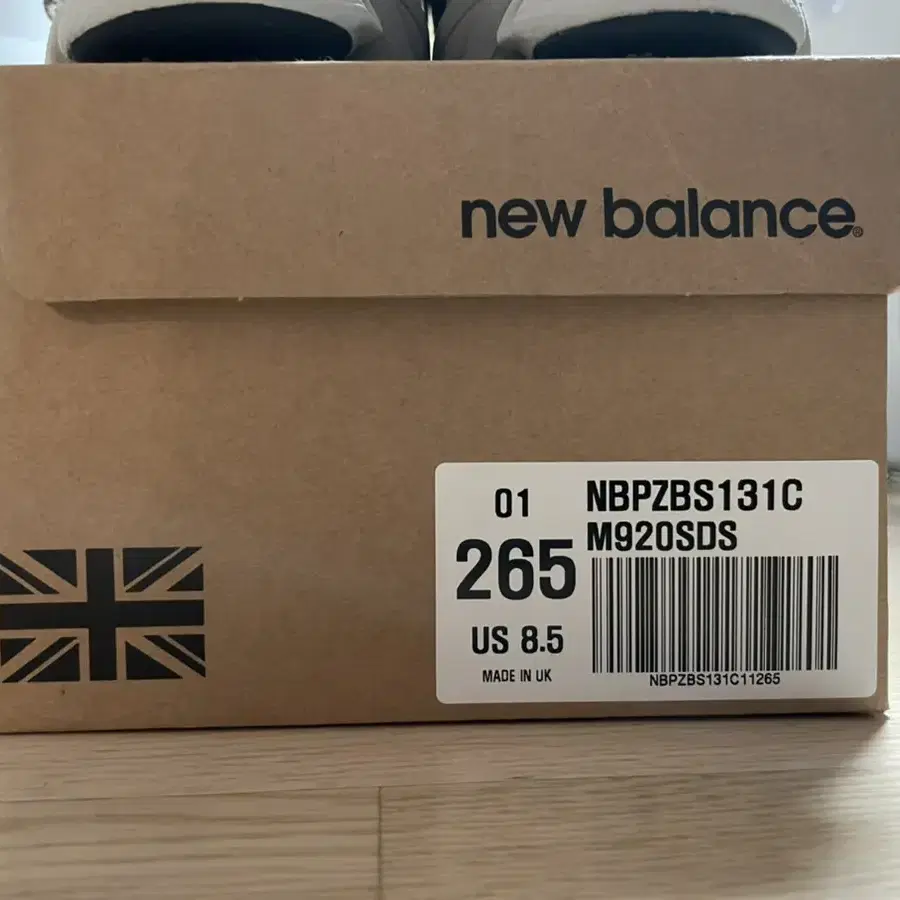 new balance®
01
265
US 8.5
MADE IN UK
NBPZBS131C
M920SDS
NBPZBS131C11265